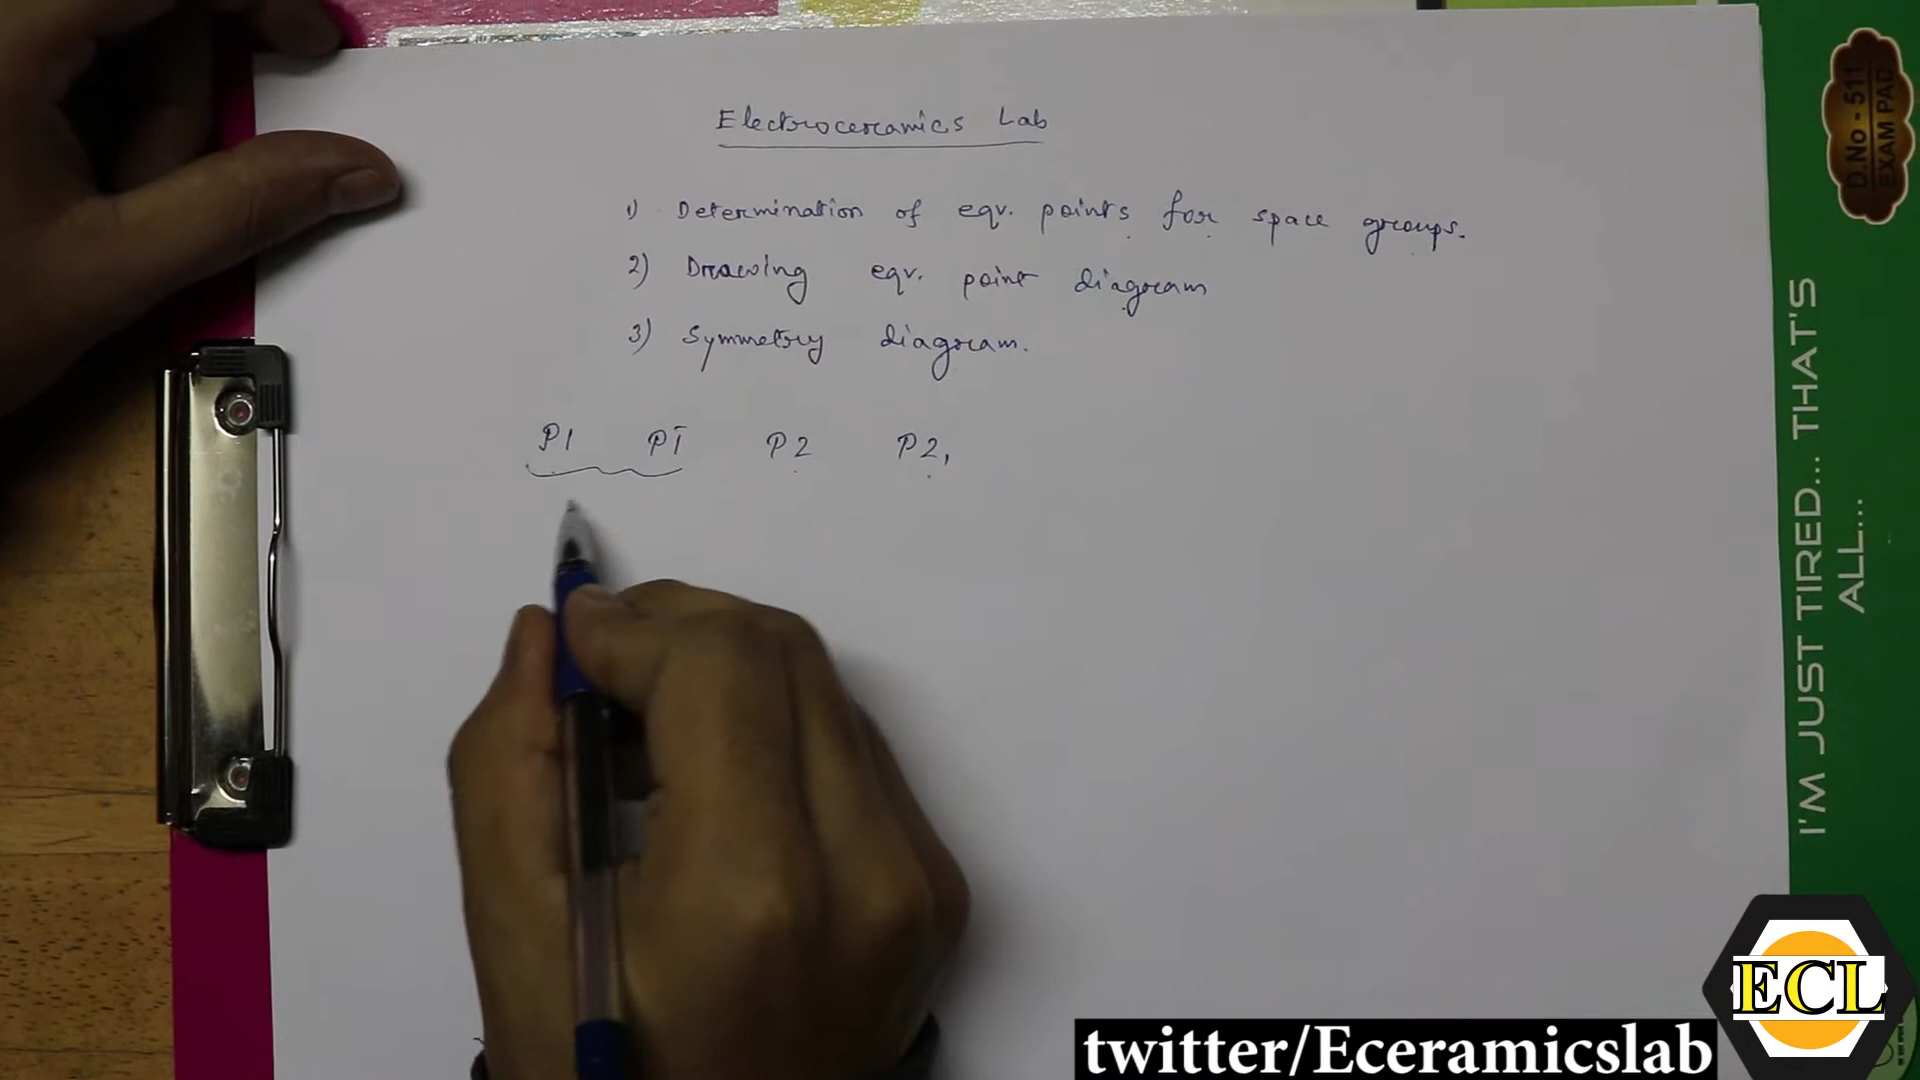 Electroceramics Lab
1) Determination of eqv. points for space groups.
2) Drawing eqv. point diagram
3) Symmetry diagram.
P1 P1̄ P2 P2₁
D.No - 511
EXAM PAD
I'M JUST TIRED... THAT'S
ALL...
ECL
twitter/Eceramicslab